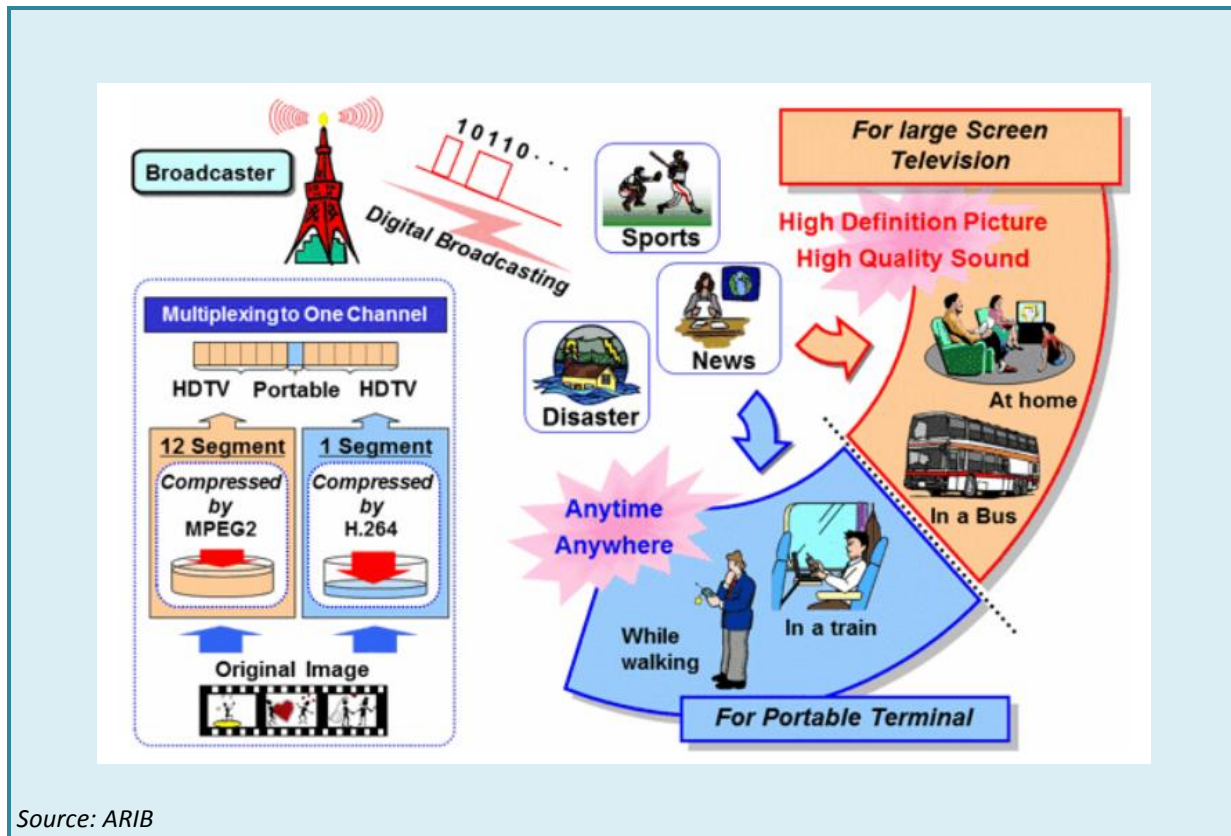 Broadcaster
10110...
Digital Broadcasting
Multiplexing to One Channel
HDTV Portable HDTV
12 Segment
Compressed
by
MPEG2
1 Segment
Compressed
by
H.264
Original Image
Sports
News
Disaster
For large Screen
Television
High Definition Picture
High Quality Sound
At home
In a Bus
Anytime
Anywhere
In a train
While
walking
For Portable Terminal
Source: ARIB